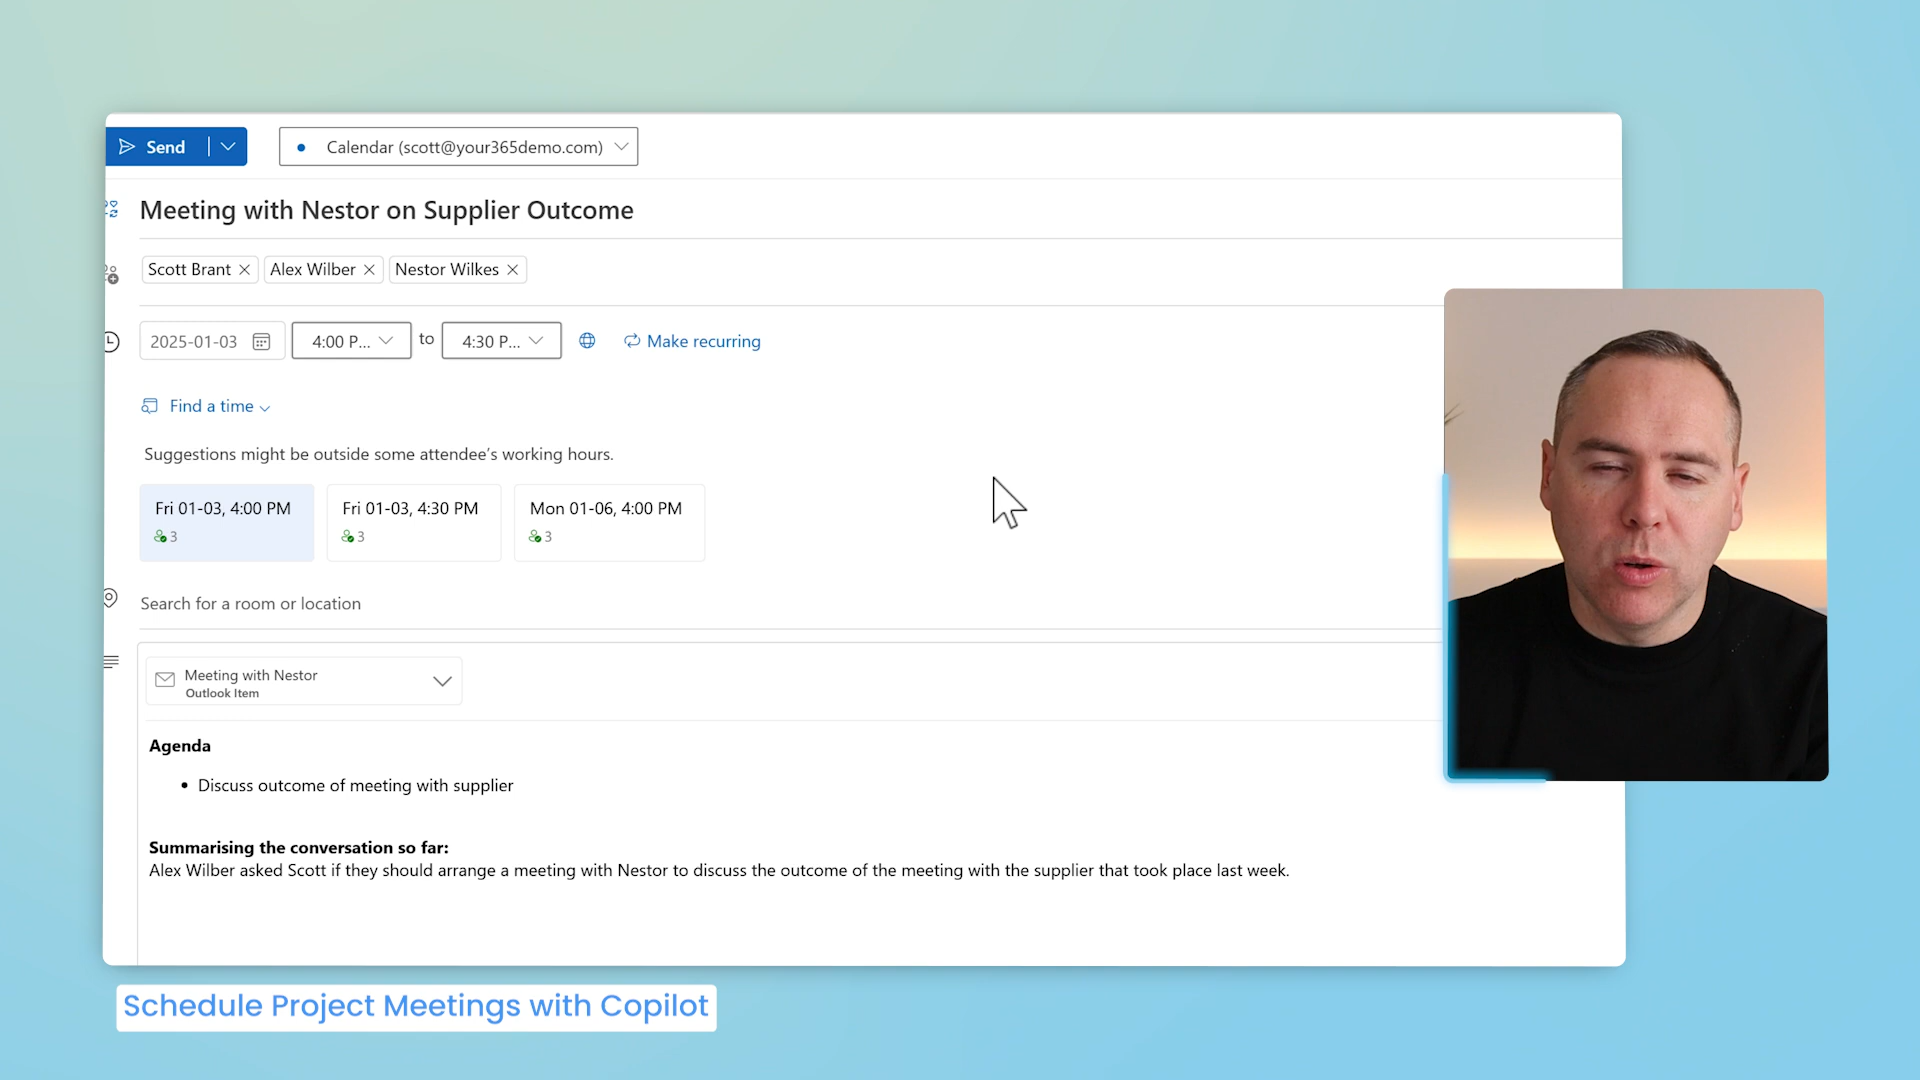 Send
Calendar (scott@your365demo.com)
Meeting with Nestor on Supplier Outcome
Scott Brant Alex Wilber Nestor Wilkes
2025-01-03 4:00 P... to 4:30 P... Make recurring
Find a time
Suggestions might be outside some attendee's working hours.
Fri 01-03, 4:00 PM Fri 01-03, 4:30 PM Mon 01-06, 4:00 PM
3 3 3
Search for a room or location
Meeting with Nestor
Outlook Item
Agenda
• Discuss outcome of meeting with supplier
Summarising the conversation so far:
Alex Wilber asked Scott if they should arrange a meeting with Nestor to discuss the outcome of the meeting with the supplier that took place last week.
Schedule Project Meetings with Copilot